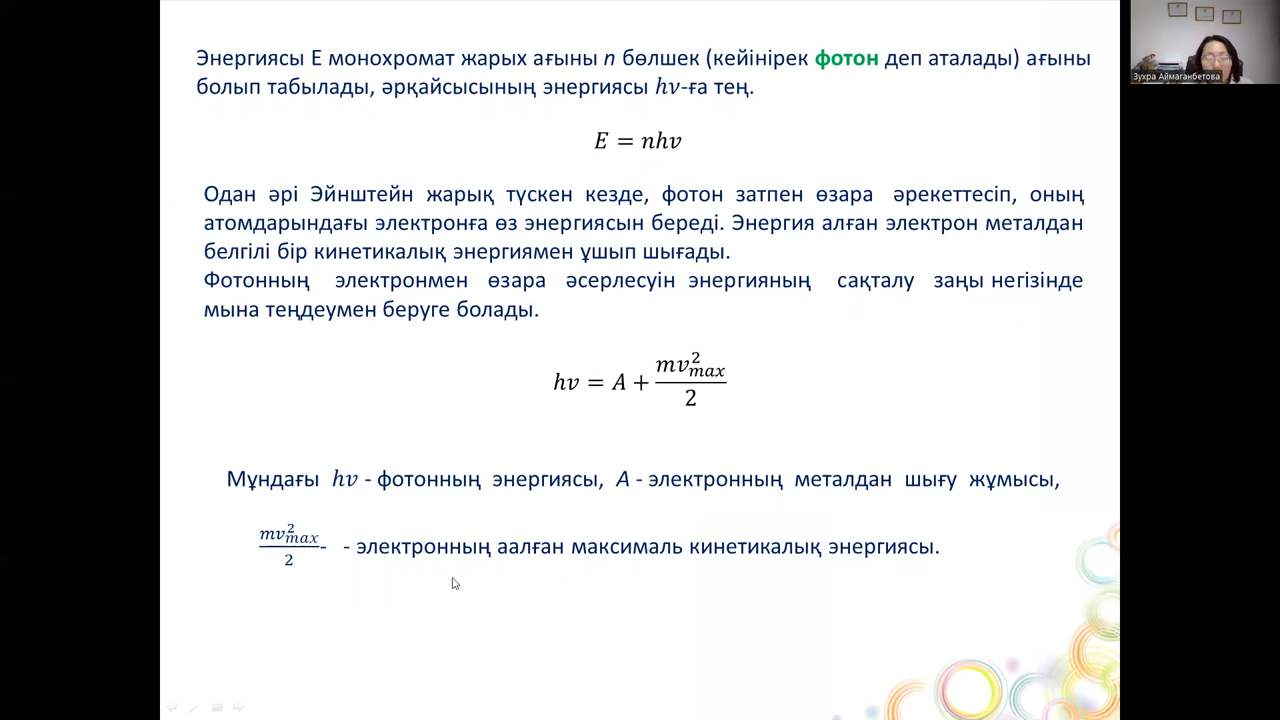 Энергиясы Е монохромат жарых ағыны n бөлшек (кейінірек фотон деп аталады) ағыны
болып табылады, әрқайсысының энергиясы hν-ға тең.
E = nhν
Одан әрі Эйнштейн жарық түскен кезде, фотон затпен өзара әрекеттесіп, оның
атомдарындағы электронға өз энергиясын береді. Энергия алған электрон металдан
белгілі бір кинетикалық энергиямен ұшып шығады.
Фотонның электронмен өзара әсерлесуін энергияның сақталу заңы негізінде
мына теңдеумен беруге болады.
hν = A + mv²max / 2
Мұндағы hν - фотонның энергиясы, А - электронның металдан шығу жұмысы,
mv²max / 2 - - электронның аалған максималь кинетикалық энергиясы.
Зухра Аймаганбетова